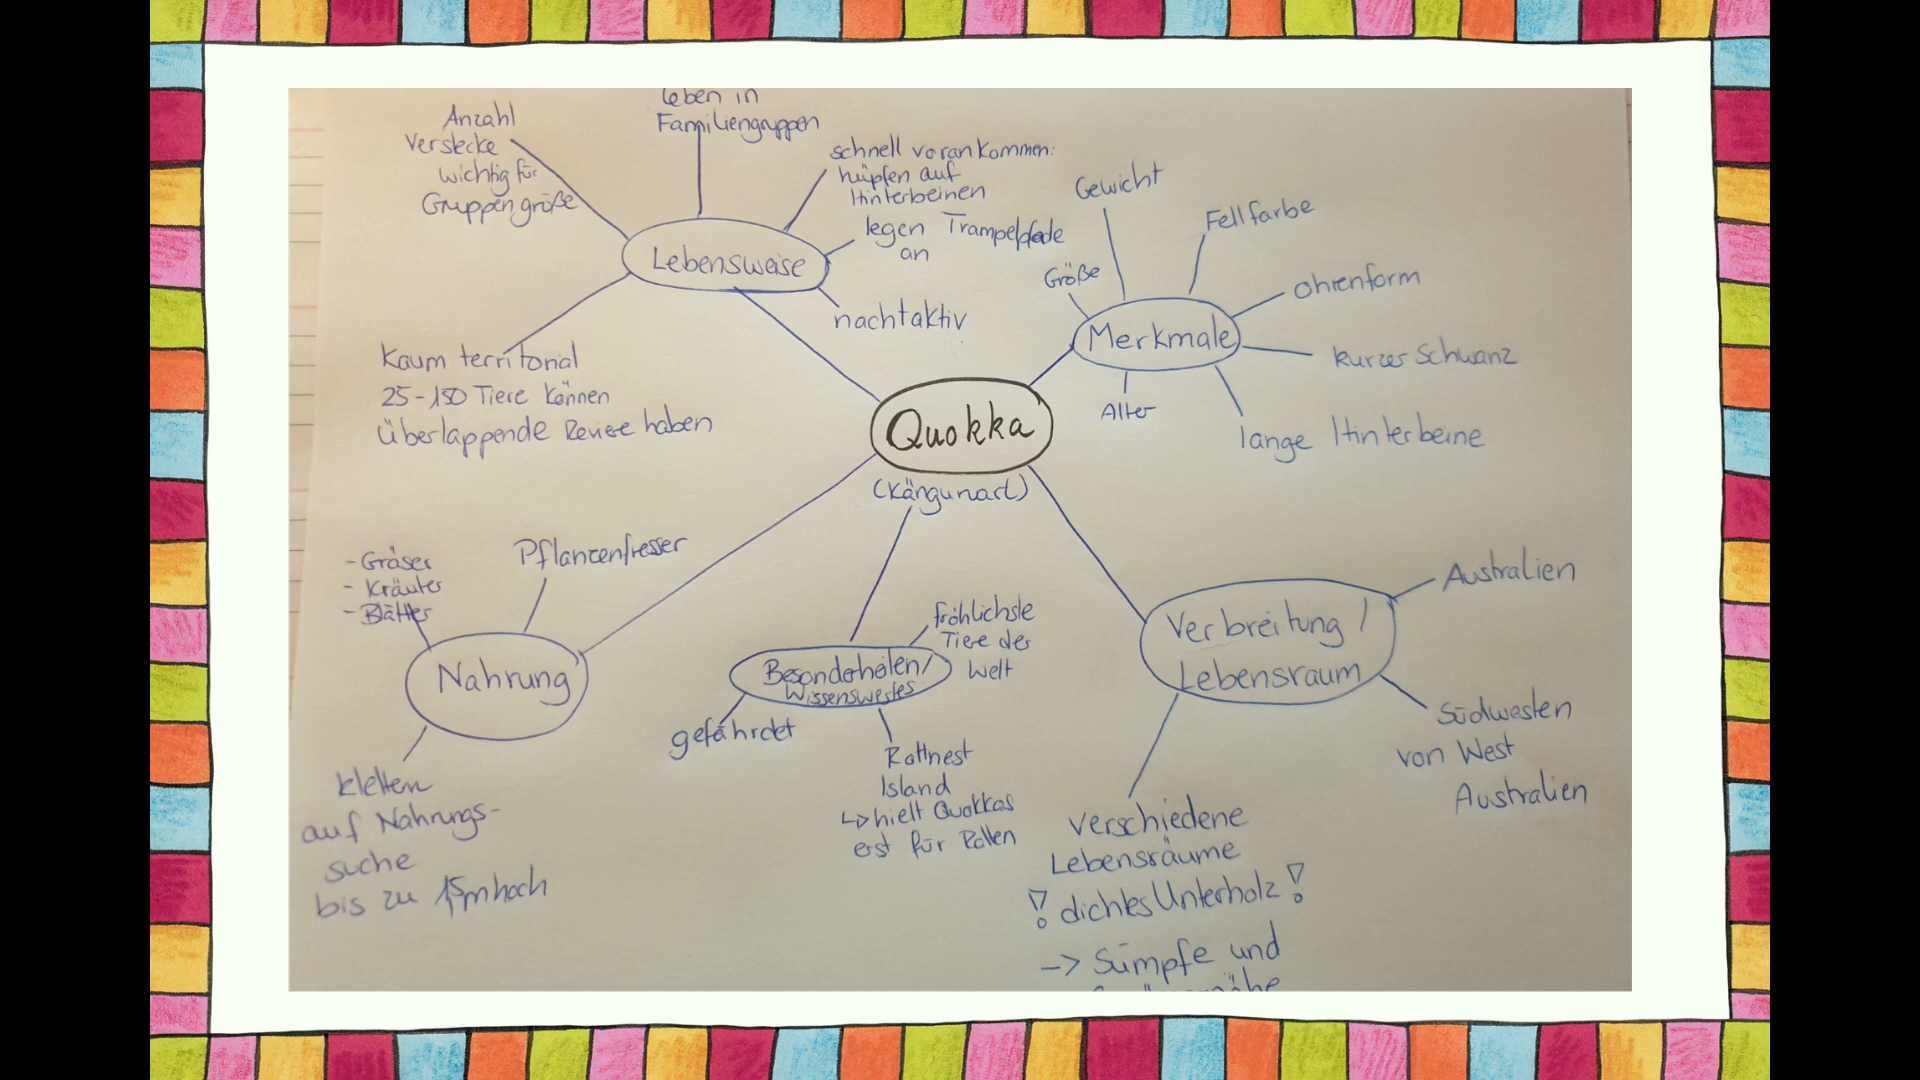 Quokka
(Känguruart)
Lebensweise
Anzahl
Verstecke
wichtig für
Gruppengröße
leben in
Familiengruppen
schnell vorankommen:
hüpfen auf
Hinterbeinen
legen Trampelpfade
an
nachtaktiv
Kaum territorial
25-150 Tiere können
überlappende Reviere haben
Merkmale
Größe
Gewicht
Fellfarbe
Ohrenform
kurzer Schwanz
lange Hinterbeine
Alter
Nahrung
-Gräser
- Kräuter
-Blätter
Pflanzenfresser
klettern
auf Nahrungs-
suche
bis zu 1,5m hoch
Besonderheiten/
Wissenswertes
fröhlichste
Tiere der
Welt
gefährdet
Rottnest
Island
↳ hielt Quokkas
erst für Ratten
Verbreitung /
Lebensraum
Australien
Südwesten
von West
Australien
verschiedene
Lebensräume
! dichtes Unterholz !
-> Sümpfe und